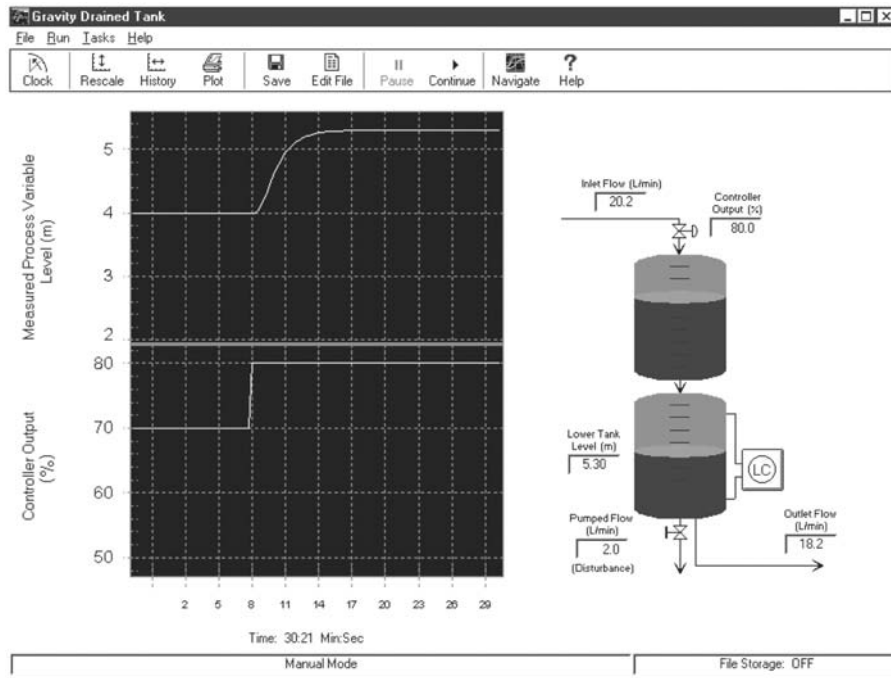 Gravity Drained Tank
File Run Tasks Help
Clock Rescale History Plot Save Edit File Pause Continue Navigate Help
Measured Process Variable
Level (m)
5
4
3
2
Controller Output
(%)
80
70
60
50
2 5 8 11 14 17 20 23 26 29
Time: 30:21 Min:Sec
Inlet Flow (L/min)
20.2
Controller
Output (%)
80.0
Lower Tank
Level (m)
5.30
LC
Pumped Flow
(L/min)
2.0
(Disturbance)
Outlet Flow
(L/min)
18.2
Manual Mode
File Storage: OFF